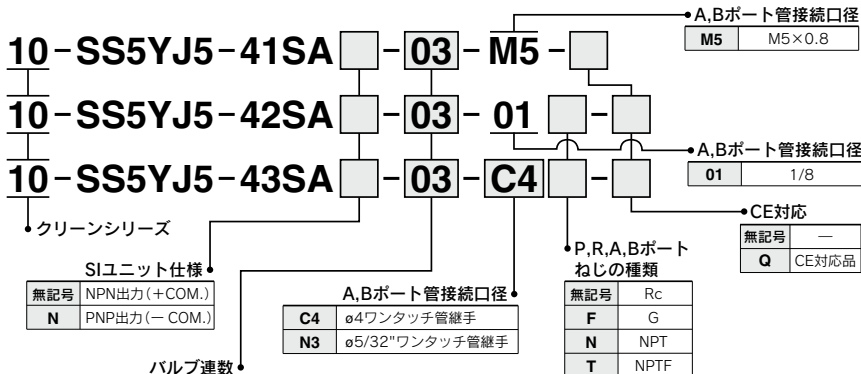 10-SS5YJ5-41SA□-03-M5-□
10-SS5YJ5-42SA□-03-01□-□
10-SS5YJ5-43SA□-03-C4□-□
A,Bポート管接続口径
M5 M5×0.8
A,Bポート管接続口径
01 1/8
クリーンシリーズ
CE対応
無記号 —
Q CE対応品
SIユニット仕様
無記号 NPN出力(+COM.)
N PNP出力(－COM.)
A,Bポート管接続口径
C4 ø4ワンタッチ管継手
N3 ø5/32"ワンタッチ管継手
P,R,A,Bポート
ねじの種類
無記号 Rc
F G
N NPT
T NPTF
バルブ連数